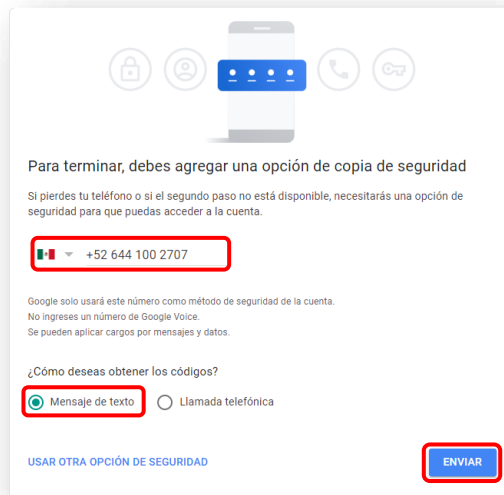 Para terminar, debes agregar una opción de copia de seguridad
Si pierdes tu teléfono o si el segundo paso no está disponible, necesitarás una opción de
seguridad para que puedas acceder a la cuenta.
+52 644 100 2707
Google solo usará este número como método de seguridad de la cuenta.
No ingreses un número de Google Voice.
Se pueden aplicar cargos por mensajes y datos.
¿Cómo deseas obtener los códigos?
Mensaje de texto Llamada telefónica
USAR OTRA OPCIÓN DE SEGURIDAD ENVIAR